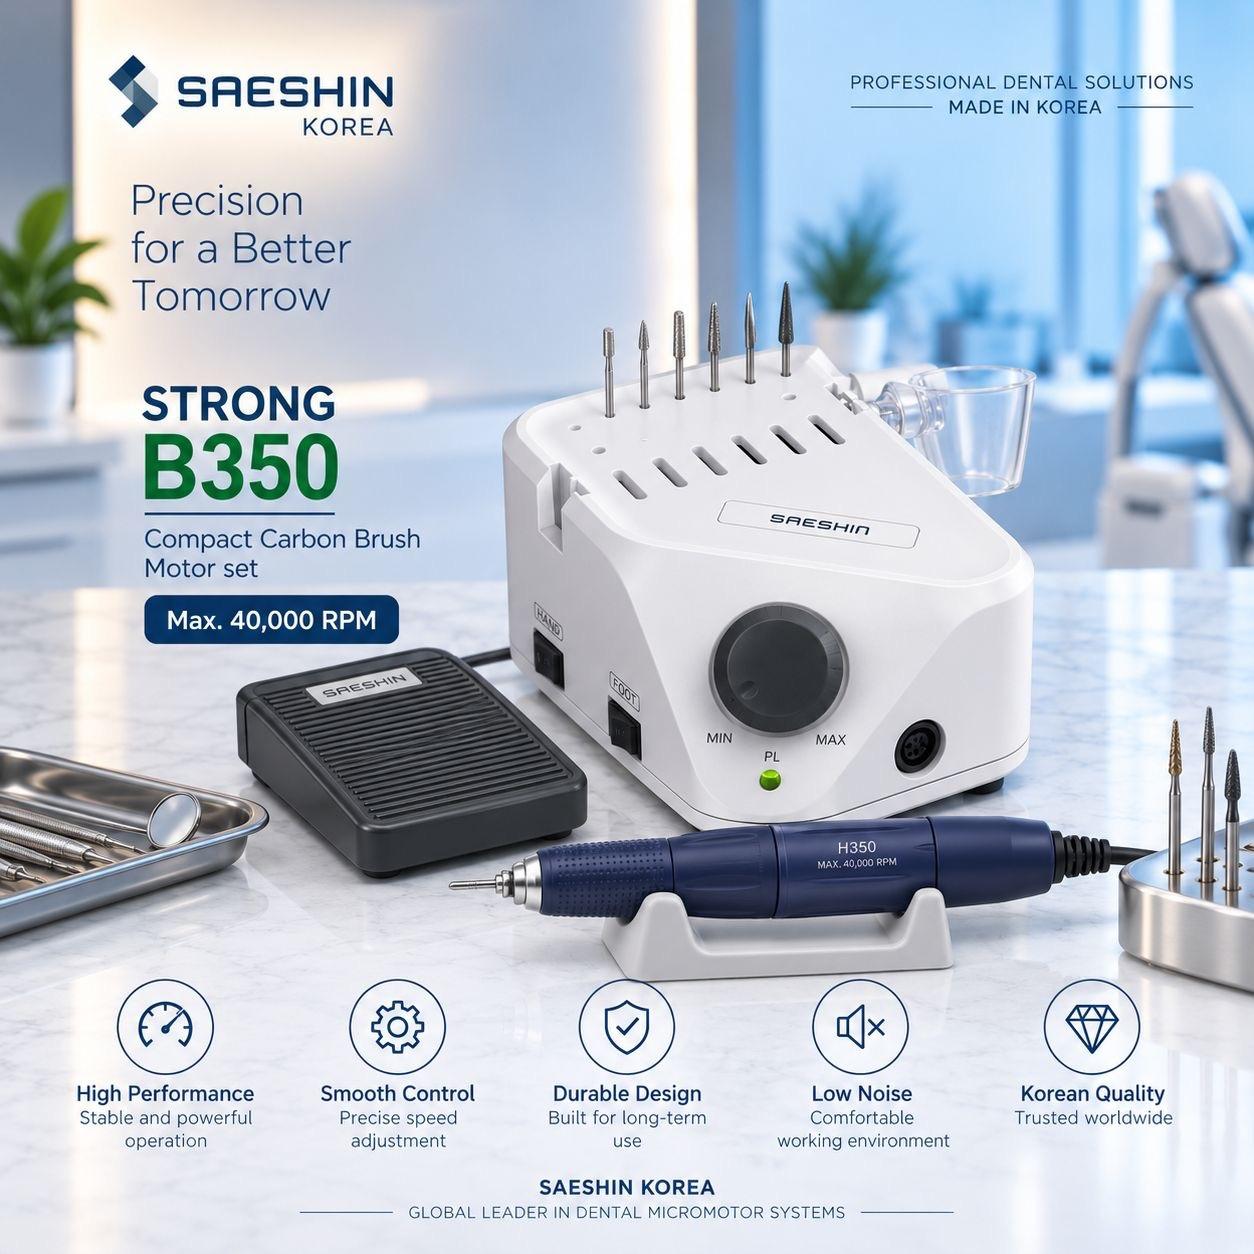 SAESHIN
KOREA
PROFESSIONAL DENTAL SOLUTIONS
MADE IN KOREA
Precision
for a Better
Tomorrow
STRONG
B350
Compact Carbon Brush
Motor set
Max. 40,000 RPM
SAESHIN
HAND
FOOT
SAESHIN
MIN
MAX
PL
H350
MAX. 40,000 RPM
High Performance
Stable and powerful
operation
Smooth Control
Precise speed
adjustment
Durable Design
Built for long-term
use
Low Noise
Comfortable
working environment
Korean Quality
Trusted worldwide
SAESHIN KOREA
GLOBAL LEADER IN DENTAL MICROMOTOR SYSTEMS